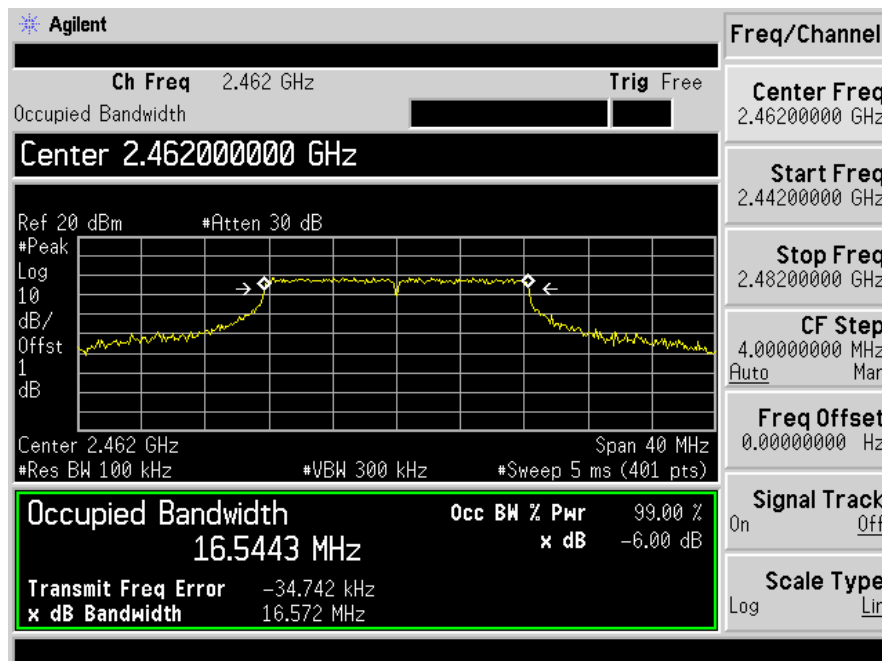 Agilent
Ch Freq 2.462 GHz Trig Free
Occupied Bandwidth
Center 2.462000000 GHz
Ref 20 dBm #Atten 30 dB
#Peak
Log
10
dB/
Offst
1
dB
Center 2.462 GHz Span 40 MHz
#Res BW 100 kHz #VBW 300 kHz #Sweep 5 ms (401 pts)
Occupied Bandwidth
16.5443 MHz
Occ BW % Pwr 99.00 %
x dB -6.00 dB
Transmit Freq Error -34.742 kHz
x dB Bandwidth 16.572 MHz
Freq/Channel
Center Freq
2.46200000 GHz
Start Freq
2.44200000 GHz
Stop Freq
2.48200000 GHz
CF Step
4.00000000 MHz
Auto Man
Freq Offset
0.00000000 Hz
Signal Track
On Off
Scale Type
Log Lin